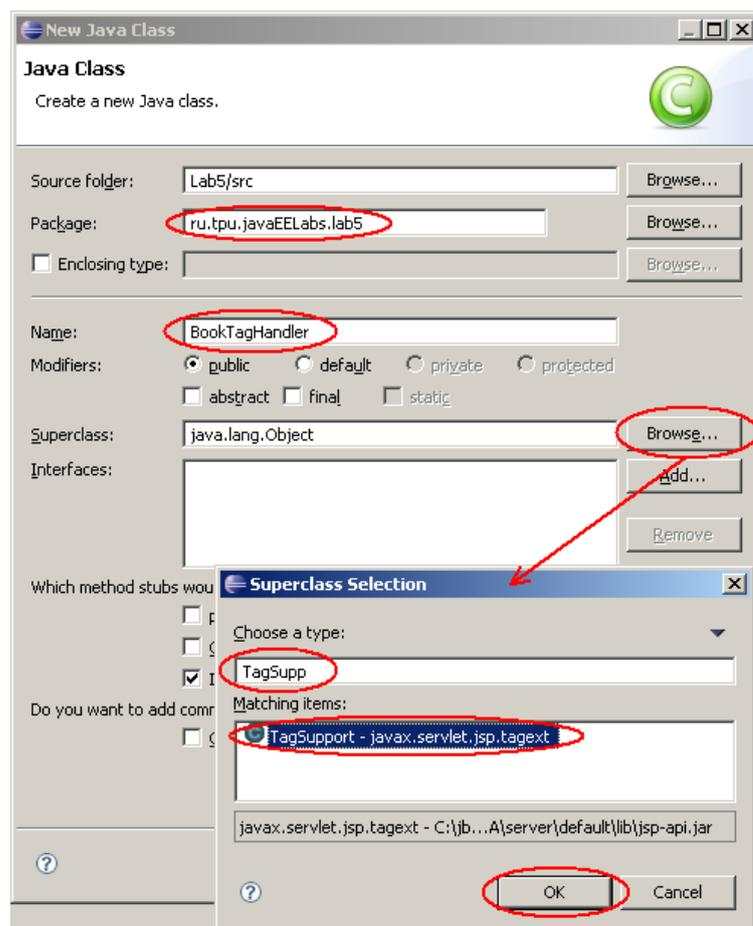 New Java Class
Java Class
Create a new Java class.
Source folder: Lab5/src Browse...
Package: ru.tpu.javaEELabs.lab5 Browse...
Enclosing type: Browse...
Name: BookTagHandler
Modifiers: public default private protected
abstract final static
Superclass: java.lang.Object Browse...
Interfaces: Add...
Remove
Which method stubs wou
Superclass Selection
Choose a type:
TagSupp
Do you want to add comm
Matching items:
TagSupport - javax.servlet.jsp.tagext
javax.servlet.jsp.tagext - C:\jb...A\server\default\lib\jsp-api.jar
OK Cancel